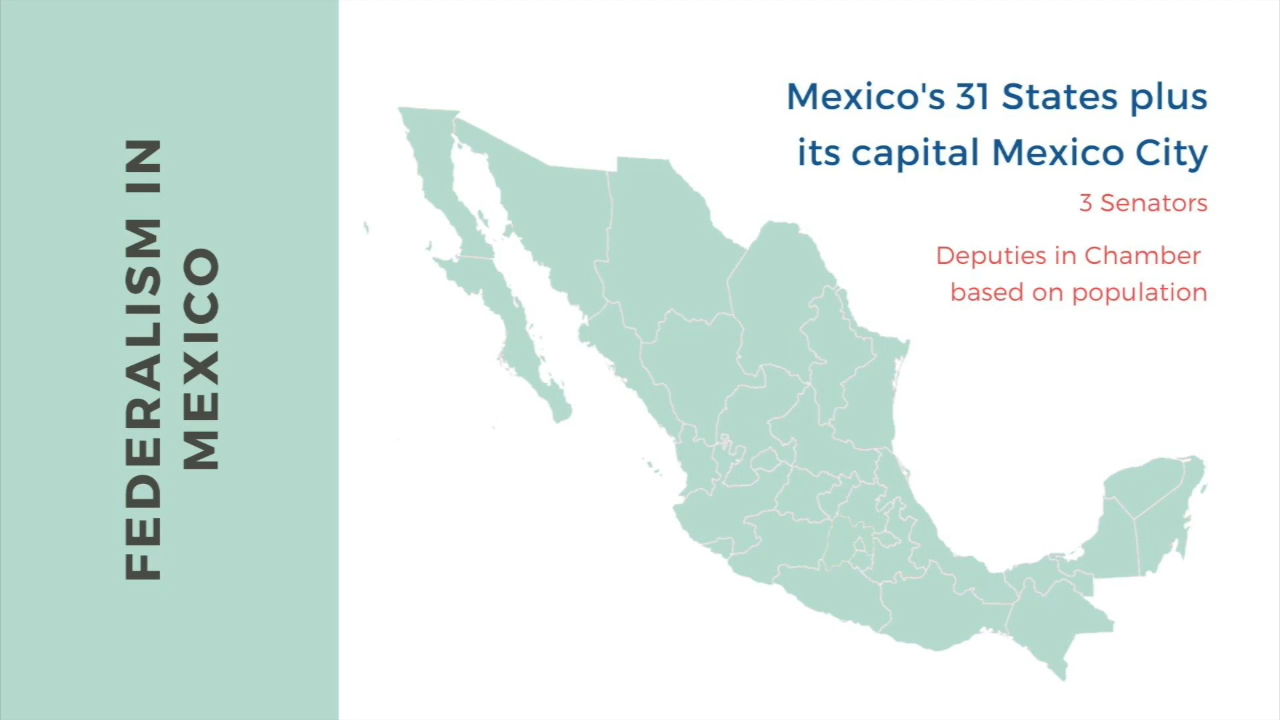 FEDERALISM IN
MEXICO
Mexico's 31 States plus
its capital Mexico City
3 Senators
Deputies in Chamber
based on population